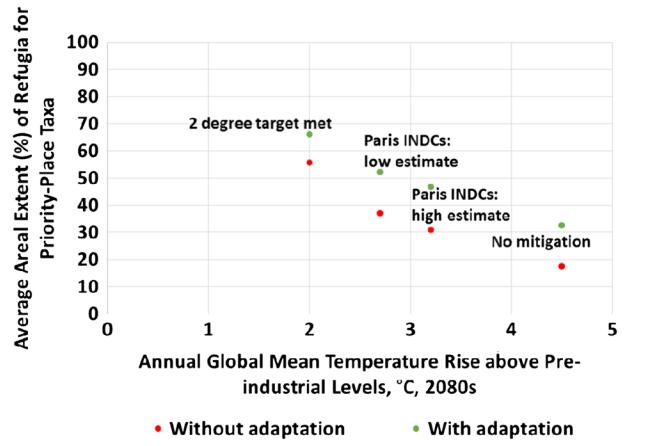 Average Areal Extent (%) of Refugia for
Priority-Place Taxa
100
90
80
70
60
50
40
30
20
10
0
2 degree target met
Paris INDCs:
low estimate
Paris INDCs:
high estimate
No mitigation
0 1 2 3 4 5
Annual Global Mean Temperature Rise above Pre-
industrial Levels, °C, 2080s
Without adaptation With adaptation